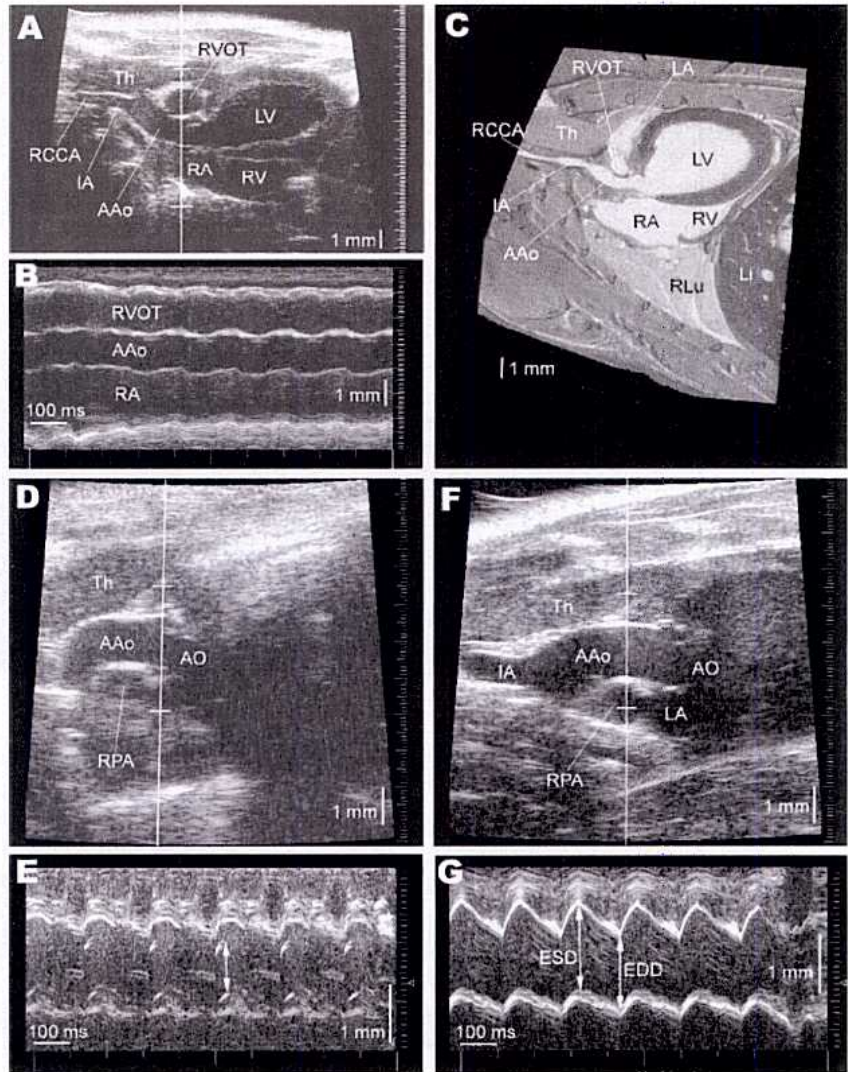 A
RVOT
Th
LV
RCCA
IA
AAo
RA
RV
1 mm
B
RVOT
AAo
RA
1 mm
100 ms
C
RVOT
LA
RCCA
Th
LV
IA
RA
RV
AAo
Li
RLu
1 mm
D
Th
AAo
AO
RPA
1 mm
F
Th
IA
AAo
AO
LA
RPA
1 mm
E
100 ms
1 mm
G
ESD
EDD
1 mm
100 ms